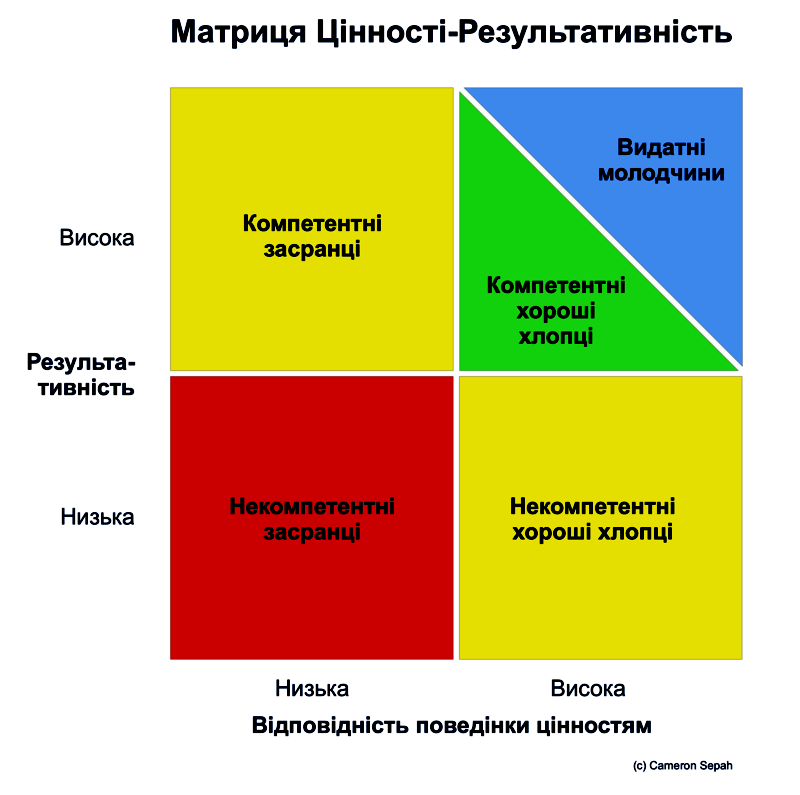 Матриця Цінності-Результативність
Видатні
молодчини
Компетентні
засранці
Висока
Компетентні
хороші
хлопці
Результа-
тивність
Некомпетентні
засранці
Некомпетентні
хороші хлопці
Низька
Низька
Висока
Відповідність поведінки цінностям
(c) Cameron Sepah